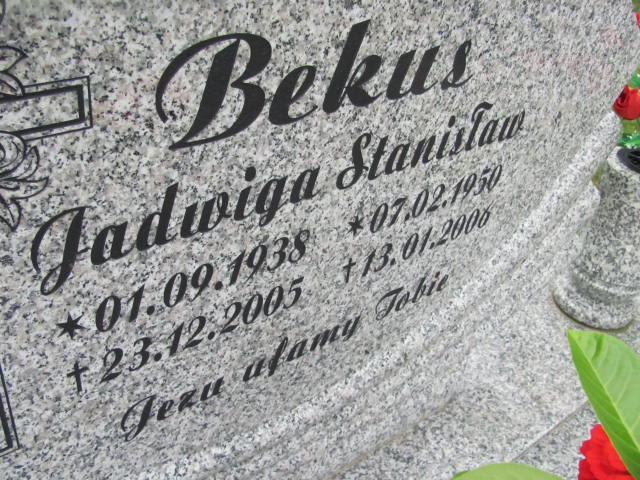 Bekus
Jadwiga Stanisław
* 01.09.1938 * 07.02.1950
† 23.12.2005 † 13.01.2006
Jezu ufamy Tobie